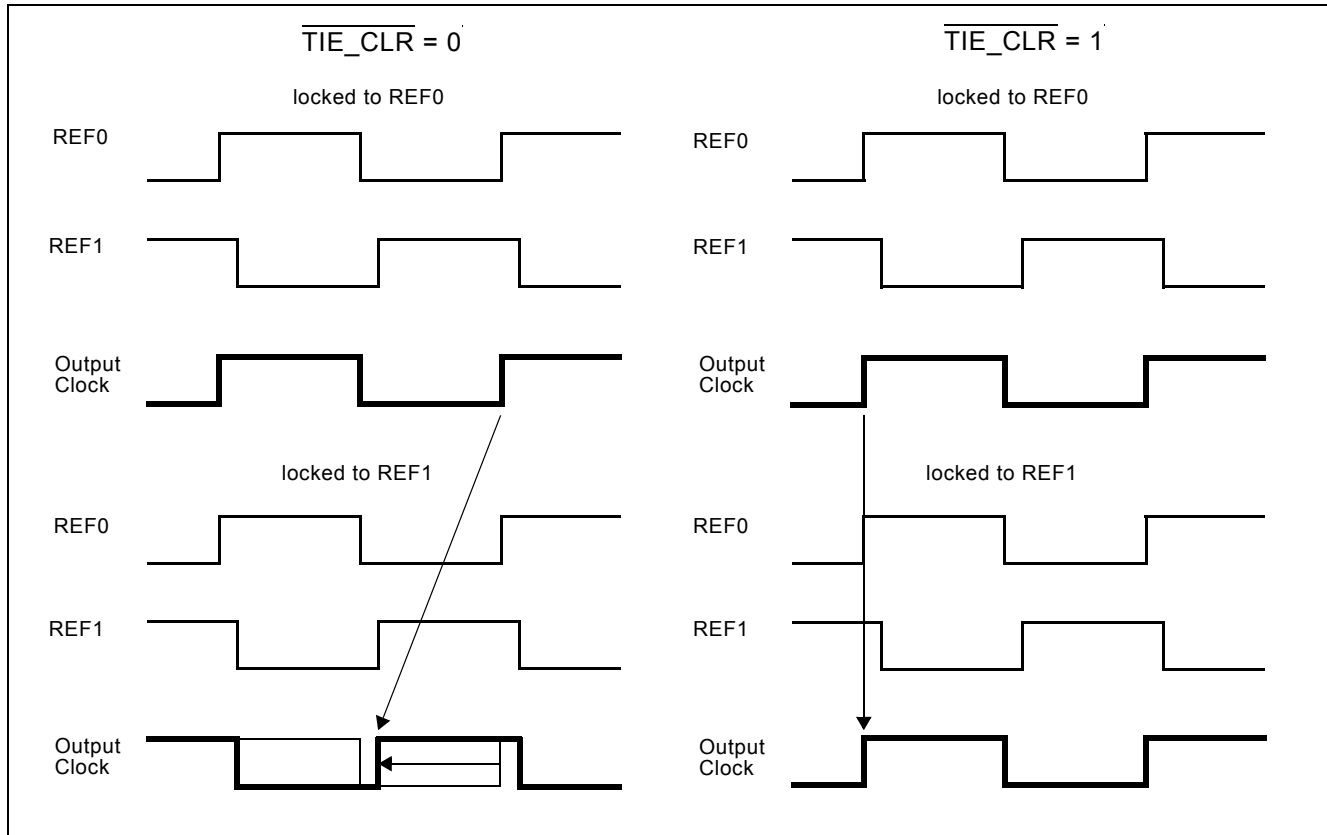 TIE_CLR = 0
locked to REF0
REF0
REF1
Output
Clock
locked to REF1
REF0
REF1
Output
Clock
TIE_CLR = 1
locked to REF0
REF0
REF1
Output
Clock
locked to REF1
REF0
REF1
Output
Clock